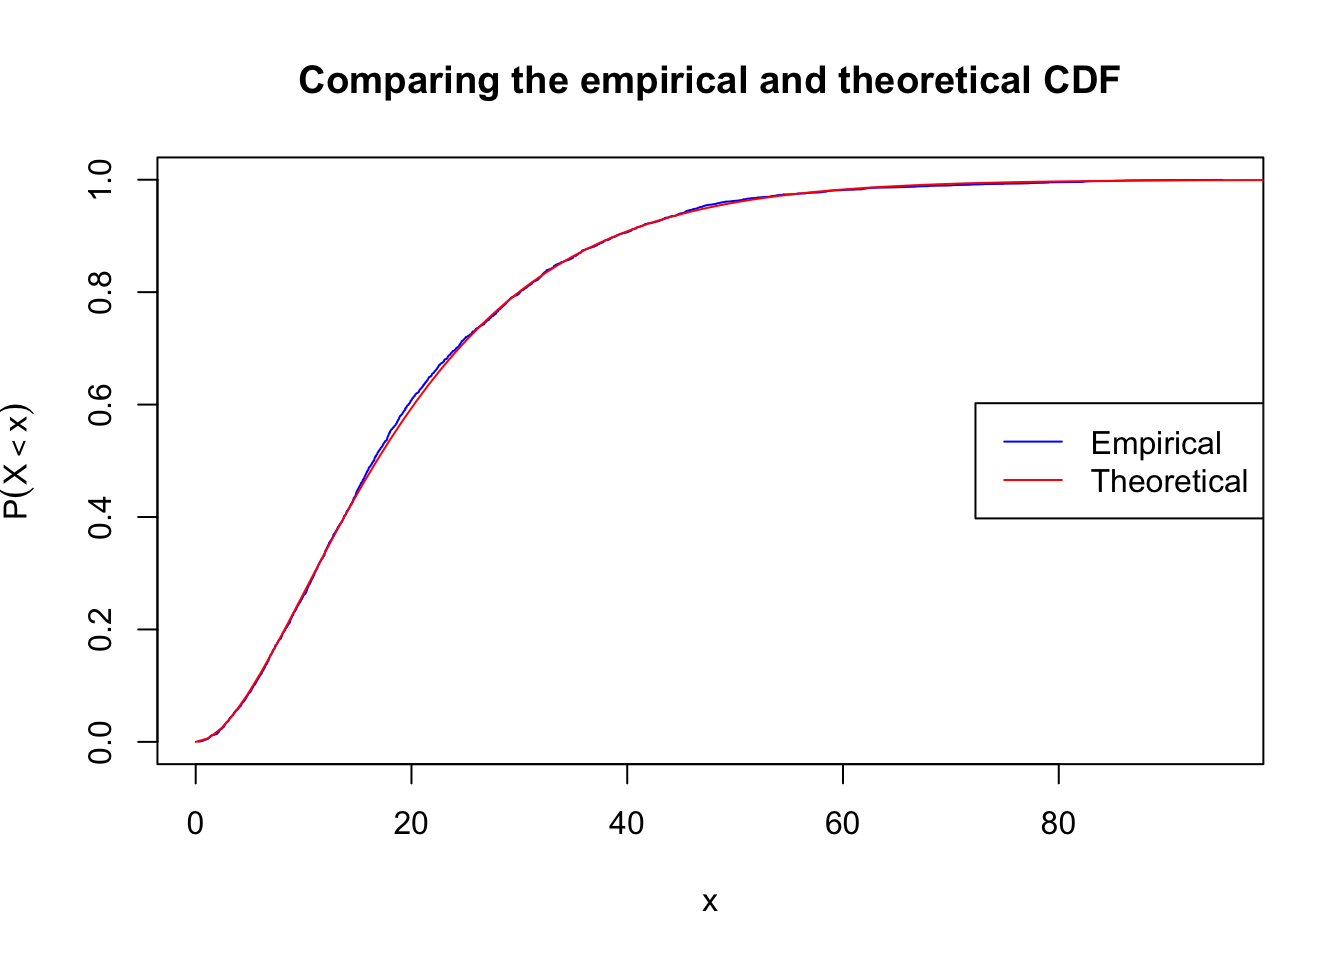 Comparing the empirical and theoretical CDF
P(X < x)
1.0
0.8
0.6
0.4
0.2
0.0
Empirical
Theoretical
0 20 40 60 80
x